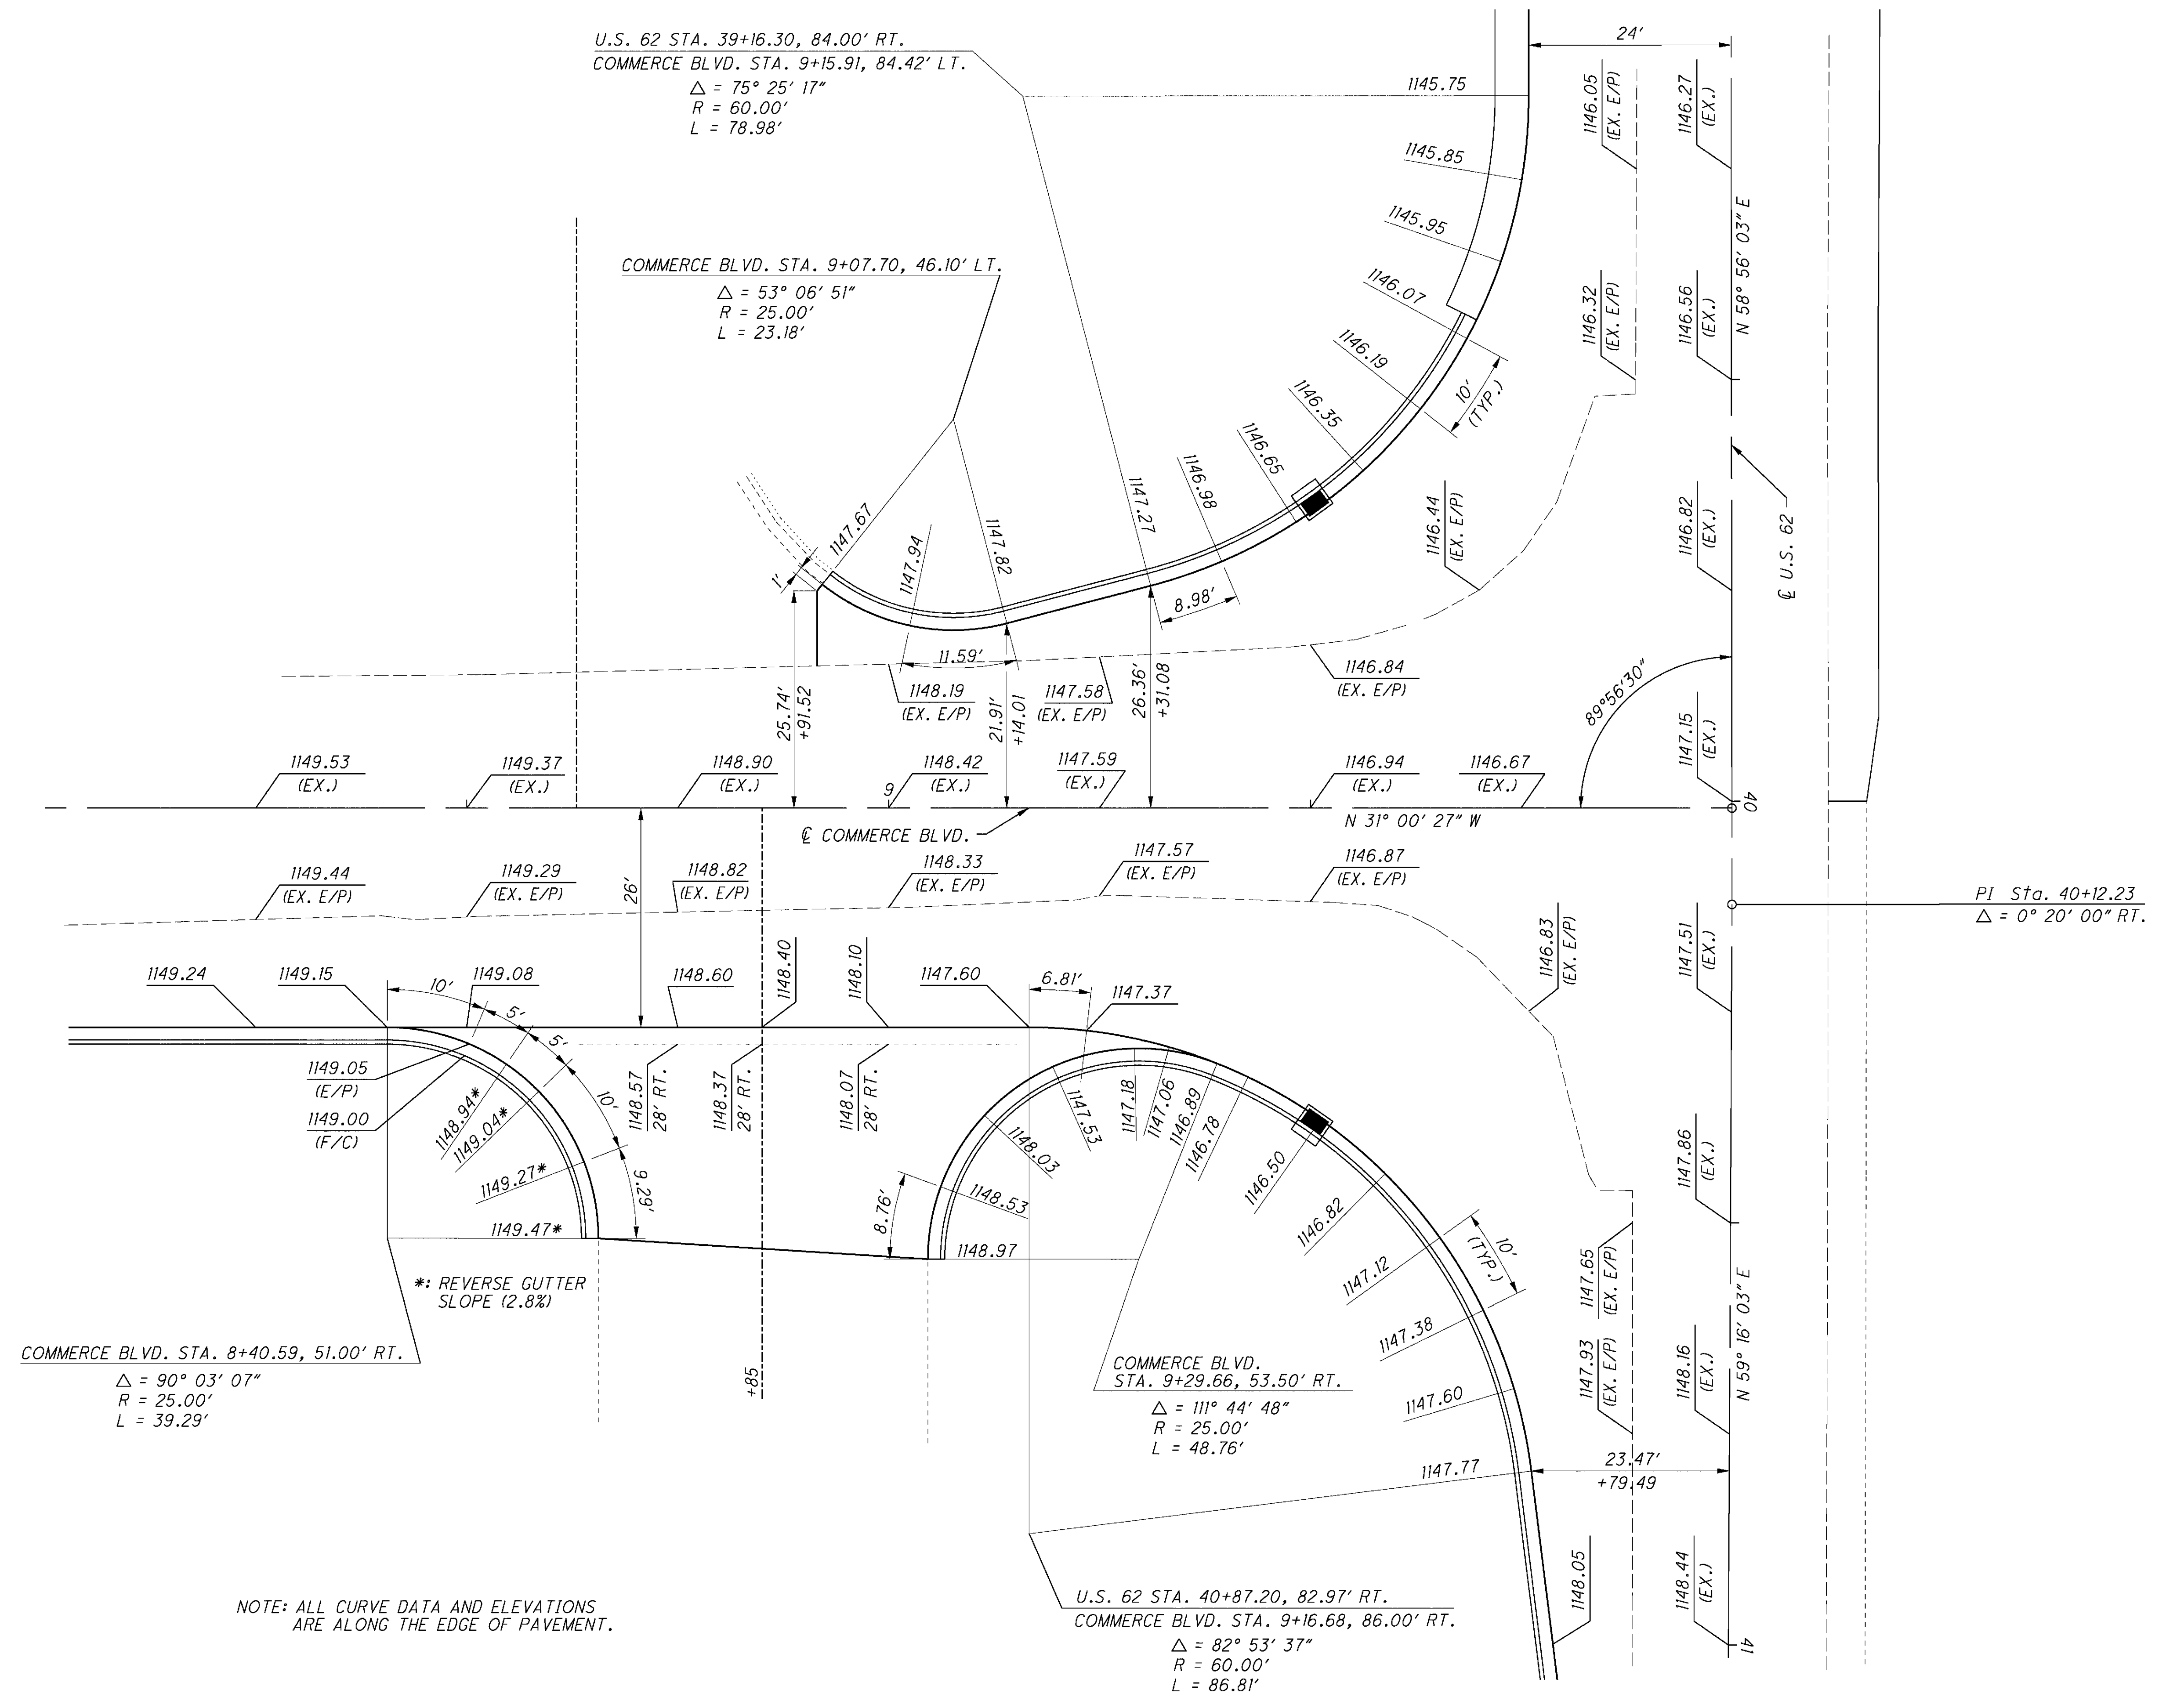 U.S. 62 STA. 39+16.30, 84.00' RT.
COMMERCE BLVD. STA. 9+15.91, 84.42' LT.
△ = 75° 25' 17"
R = 60.00'
L = 78.98'
24'
1145.75
1146.05
(EX. E/P)
1146.27
(EX.)
1145.85
1145.95
N 58° 56' 03" E
COMMERCE BLVD. STA. 9+07.70, 46.10' LT.
△ = 53° 06' 51"
R = 25.00'
L = 23.18'
1146.07
1146.32
(EX. E/P)
1146.56
(EX.)
1146.19
10'
(TYP.)
1146.35
1146.65
1146.98
1147.27
1146.44
(EX. E/P)
1146.82
(EX.)
℄ U.S. 62
1147.67
1'
1147.94
1147.82
8.98'
11.59'
1148.19
(EX. E/P)
1147.58
(EX. E/P)
1146.84
(EX. E/P)
25.74'
+91.52
21.91'
+14.01
26.36'
+31.08
89°56'30"
1147.15
(EX.)
1149.53
(EX.)
1149.37
(EX.)
1148.90
(EX.)
9
1148.42
(EX.)
1147.59
(EX.)
1146.94
(EX.)
1146.67
(EX.)
40
℄ COMMERCE BLVD.
N 31° 00' 27" W
1149.44
(EX. E/P)
1149.29
(EX. E/P)
1148.82
(EX. E/P)
26'
1148.33
(EX. E/P)
1147.57
(EX. E/P)
1146.87
(EX. E/P)
PI Sta. 40+12.23
△ = 0° 20' 00" RT.
1146.83
(EX. E/P)
1147.51
(EX.)
1149.24
1149.15
10'
1149.08
1148.60
1148.40
1148.10
1147.60
6.81'
1147.37
5'
5'
10'
9.29'
1149.05
(E/P)
1149.00
(F/C)
1148.94*
1149.04*
1149.27*
1149.47*
1148.57
28' RT.
1148.37
28' RT.
1148.07
28' RT.
1147.53
1148.03
1148.53
8.76'
1148.97
1147.18
1147.06
1146.89
1146.78
1146.50
1146.82
1147.12
1147.38
1147.60
10'
(TYP.)
1147.86
(EX.)
1147.65
(EX. E/P)
1147.93
(EX. E/P)
1148.16
(EX.)
N 59° 16' 03" E
*: REVERSE GUTTER
SLOPE (2.8%)
COMMERCE BLVD. STA. 8+40.59, 51.00' RT.
△ = 90° 03' 07"
R = 25.00'
L = 39.29'
+85
COMMERCE BLVD.
STA. 9+29.66, 53.50' RT.
△ = 111° 44' 48"
R = 25.00'
L = 48.76'
1147.77
23.47'
+79.49
1148.05
1148.44
(EX.)
41
NOTE: ALL CURVE DATA AND ELEVATIONS
ARE ALONG THE EDGE OF PAVEMENT.
U.S. 62 STA. 40+87.20, 82.97' RT.
COMMERCE BLVD. STA. 9+16.68, 86.00' RT.
△ = 82° 53' 37"
R = 60.00'
L = 86.81'